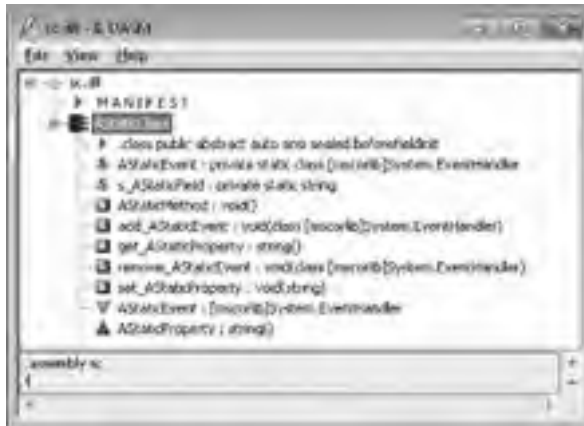 sc.dll - IL DASM
File View Help
sc.dll
MANIFEST
AStaticClass
.class public abstract auto ansi sealed beforefieldinit
AStaticEvent : private static class [mscorlib]System.EventHandler
s_AStaticField : private static string
AStaticMethod : void()
add_AStaticEvent : void(class [mscorlib]System.EventHandler)
get_AStaticProperty : string()
remove_AStaticEvent : void(class [mscorlib]System.EventHandler)
set_AStaticProperty : void(string)
AStaticEvent : [mscorlib]System.EventHandler
AStaticProperty : string()
.assembly sc
{